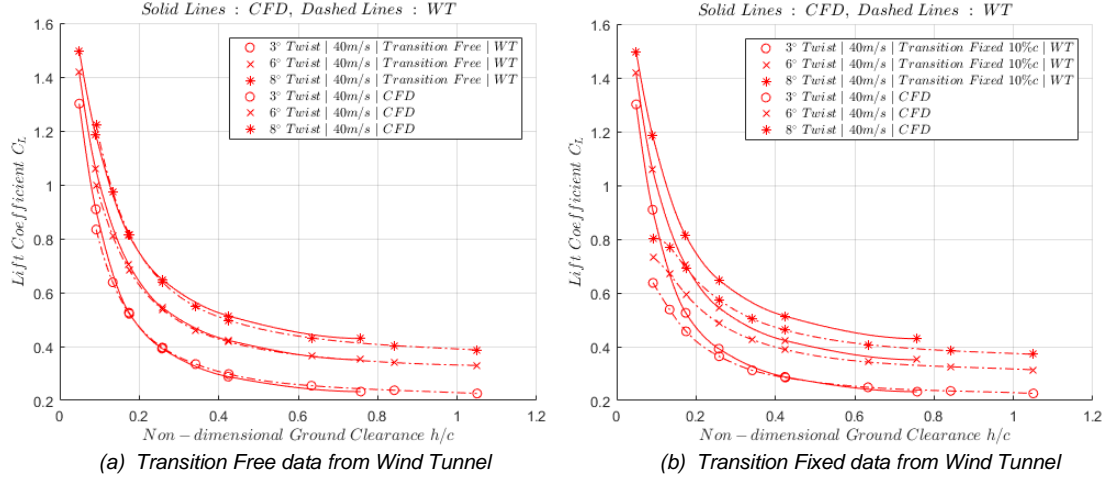 Solid Lines : CFD, Dashed Lines : WT
1.6
1.4
1.2
1
0.8
0.6
0.4
0.2
Lift Coefficient C_L
3° Twist | 40m/s | Transition Free | WT
6° Twist | 40m/s | Transition Free | WT
8° Twist | 40m/s | Transition Free | WT
3° Twist | 40m/s | CFD
6° Twist | 40m/s | CFD
8° Twist | 40m/s | CFD
0 0.2 0.4 0.6 0.8 1 1.2
Non-dimensional Ground Clearance h/c
(a) Transition Free data from Wind Tunnel
Solid Lines : CFD, Dashed Lines : WT
1.6
1.4
1.2
1
0.8
0.6
0.4
0.2
Lift Coefficient C_L
3° Twist | 40m/s | Transition Fixed 10%c | WT
6° Twist | 40m/s | Transition Fixed 10%c | WT
8° Twist | 40m/s | Transition Fixed 10%c | WT
3° Twist | 40m/s | CFD
6° Twist | 40m/s | CFD
8° Twist | 40m/s | CFD
0 0.2 0.4 0.6 0.8 1 1.2
Non-dimensional Ground Clearance h/c
(b) Transition Fixed data from Wind Tunnel